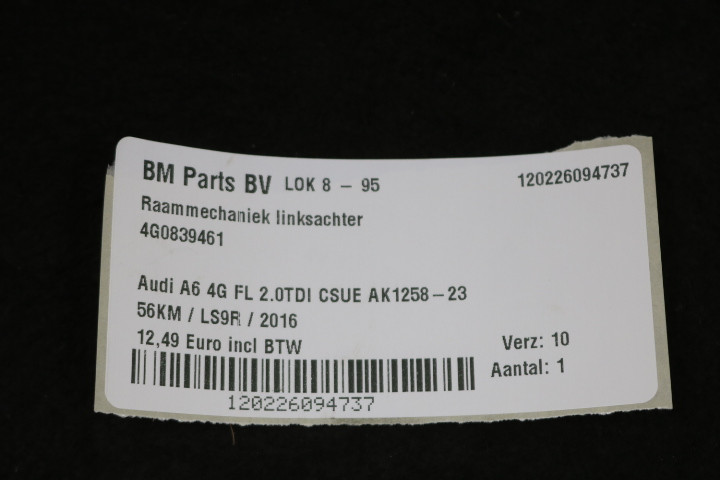 BM Parts BV LOK 8 - 95 120226094737
Raammechaniek linksachter
4G0839461
Audi A6 4G FL 2.0TDI CSUE AK1258-23
56KM / LS9R / 2016
12,49 Euro incl BTW Verz: 10
Aantal: 1
120226094737